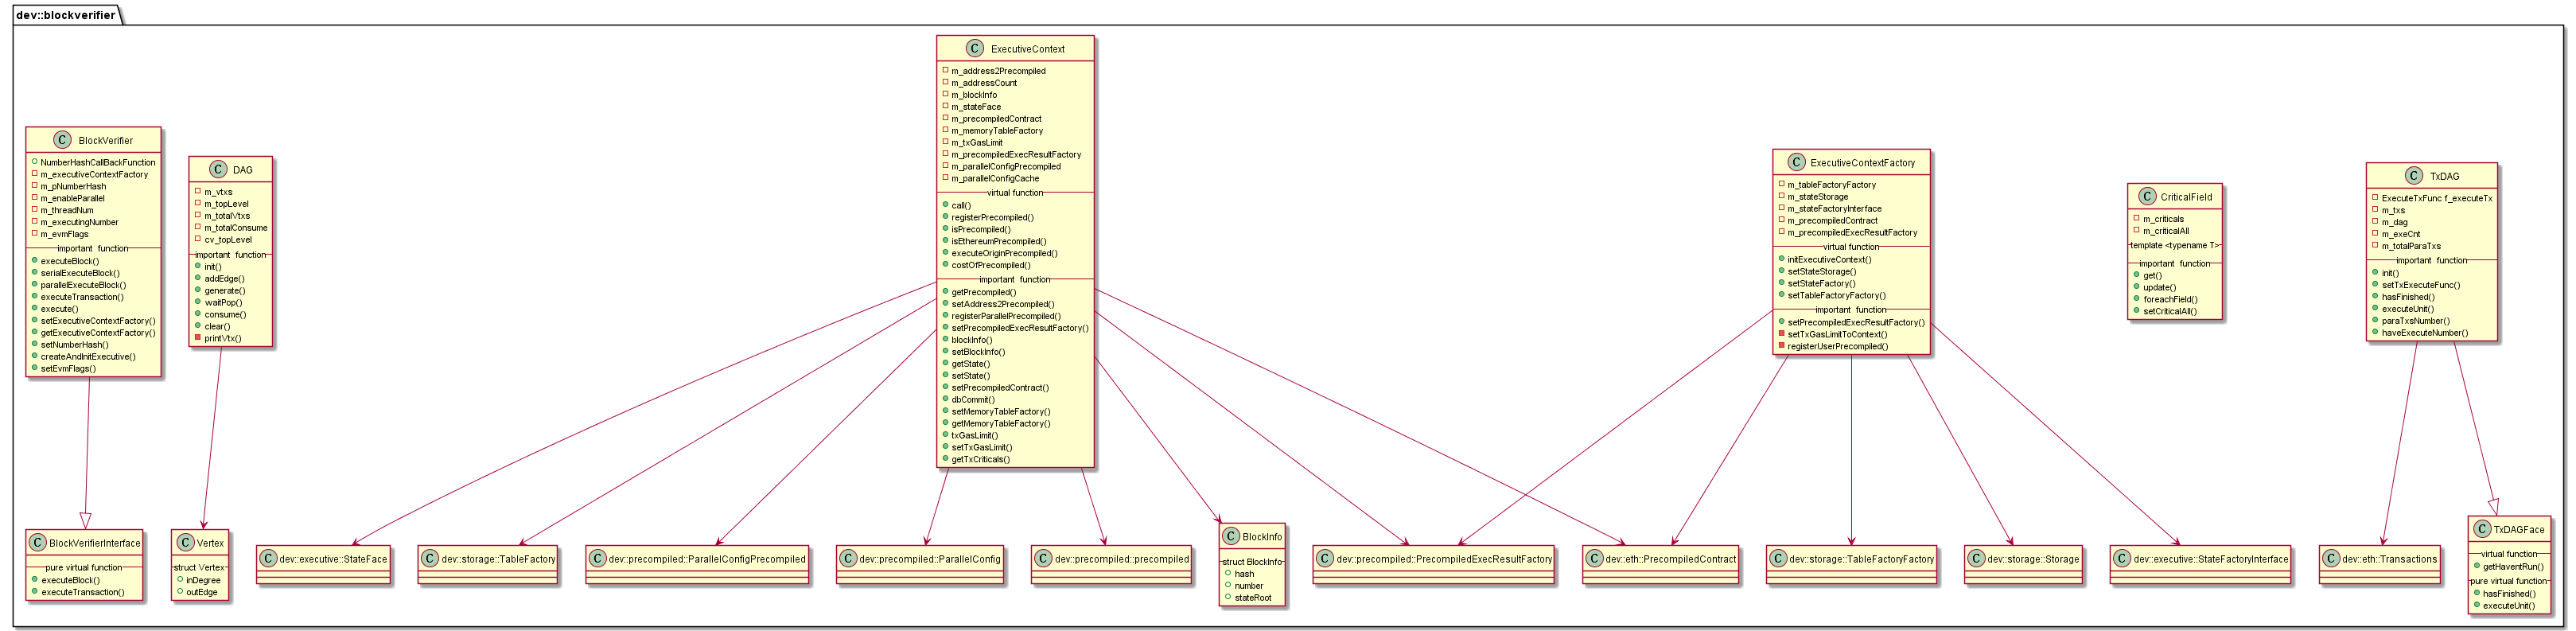 dev::blockverifier
C BlockVerifier
NumberHashCallBackFunction
m_executiveContextFactory
m_pNumberHash
m_enableParallel
m_threadNum
m_executingNumber
m_evmFlags
important function
executeBlock()
serialExecuteBlock()
parallelExecuteBlock()
executeTransaction()
execute()
setExecutiveContextFactory()
getExecutiveContextFactory()
setNumberHash()
createAndInitExecutive()
setEvmFlags()
C DAG
m_vtxs
m_topLevel
m_totalVtxs
m_totalConsume
cv_topLevel
important function
init()
addEdge()
generate()
waitPop()
consume()
clear()
printVtx()
C ExecutiveContext
m_address2Precompiled
m_addressCount
m_blockInfo
m_stateFace
m_precompiledContract
m_memoryTableFactory
m_txGasLimit
m_precompiledExecResultFactory
m_parallelConfigPrecompiled
m_parallelConfigCache
virtual function
call()
registerPrecompiled()
isPrecompiled()
isEthereumPrecompiled()
executeOriginPrecompiled()
costOfPrecompiled()
important function
getPrecompiled()
setAddress2Precompiled()
registerParallelPrecompiled()
setPrecompiledExecResultFactory()
blockInfo()
setBlockInfo()
getState()
setState()
setPrecompiledContract()
dbCommit()
setMemoryTableFactory()
getMemoryTableFactory()
txGasLimit()
setTxGasLimit()
getTxCriticals()
C ExecutiveContextFactory
m_tableFactoryFactory
m_stateStorage
m_stateFactoryInterface
m_precompiledContract
m_precompiledExecResultFactory
virtual function
initExecutiveContext()
setStateStorage()
setStateFactory()
setTableFactoryFactory()
important function
setPrecompiledExecResultFactory()
setTxGasLimitToContext()
registerUserPrecompiled()
C CriticalField
m_criticals
m_criticalAll
template <typename T>
important function
get()
update()
foreachField()
setCriticalAll()
C TxDAG
ExecuteTxFunc f_executeTx
m_txs
m_dag
m_exeCnt
m_totalParaTxs
important function
init()
setTxExecuteFunc()
hasFinished()
executeUnit()
paraTxsNumber()
haveExecuteNumber()
C BlockVerifierInterface
pure virtual function
executeBlock()
executeTransaction()
C Vertex
struct Vertex
inDegree
outEdge
C dev::executive::StateFace
C dev::storage::TableFactory
C dev::precompiled::ParallelConfigPrecompiled
C dev::precompiled::ParallelConfig
C dev::precompiled::precompiled
C BlockInfo
struct BlockInfo
hash
number
stateRoot
C dev::precompiled::PrecompiledExecResultFactory
C dev::eth::PrecompiledContract
C dev::storage::TableFactoryFactory
C dev::storage::Storage
C dev::executive::StateFactoryInterface
C dev::eth::Transactions
C TxDAGFace
virtual function
getHaventRun()
pure virtual function
hasFinished()
executeUnit()